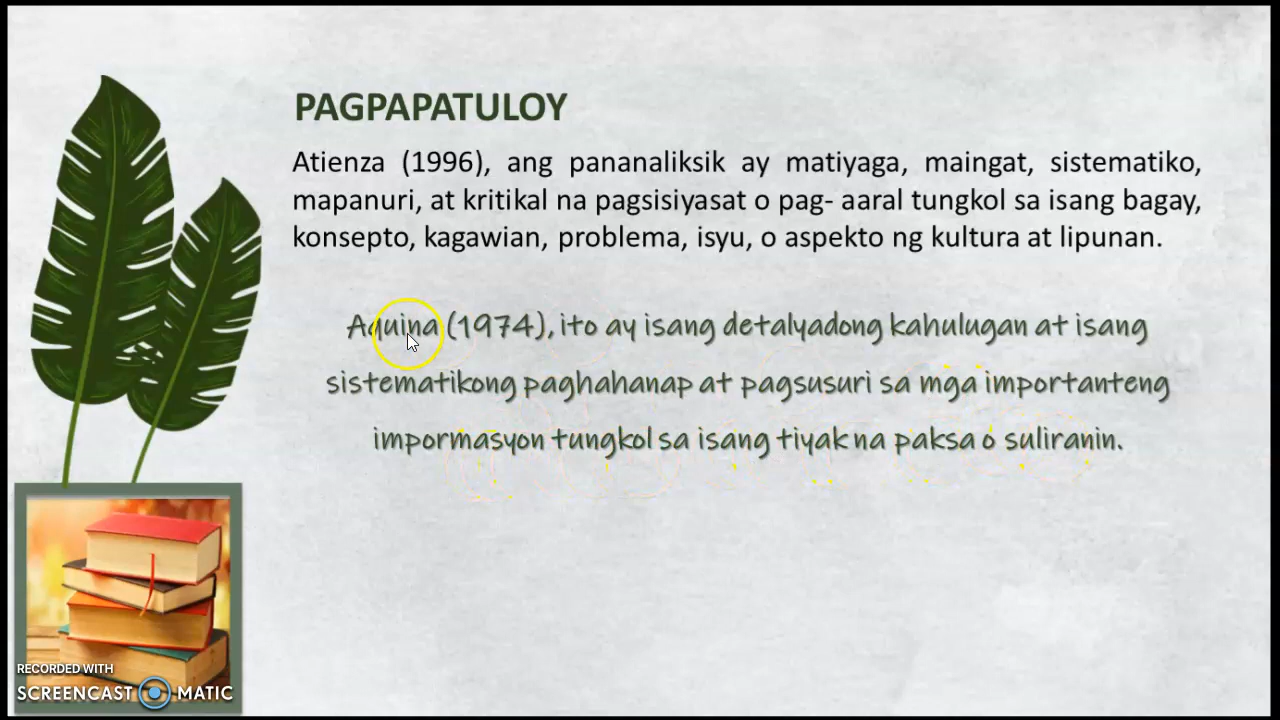 PAGPAPATULOY
Atienza (1996), ang pananaliksik ay matiyaga, maingat, sistematiko,
mapanuri, at kritikal na pagsisiyasat o pag- aaral tungkol sa isang bagay,
konsepto, kagawian, problema, isyu, o aspekto ng kultura at lipunan.
Aquina (1974), ito ay isang detalyadong kahulugan at isang
sistematikong paghahanap at pagsusuri sa mga importanteng
impormasyon tungkol sa isang tiyak na paksa o suliranin.
RECORDED WITH
SCREENCAST MATIC